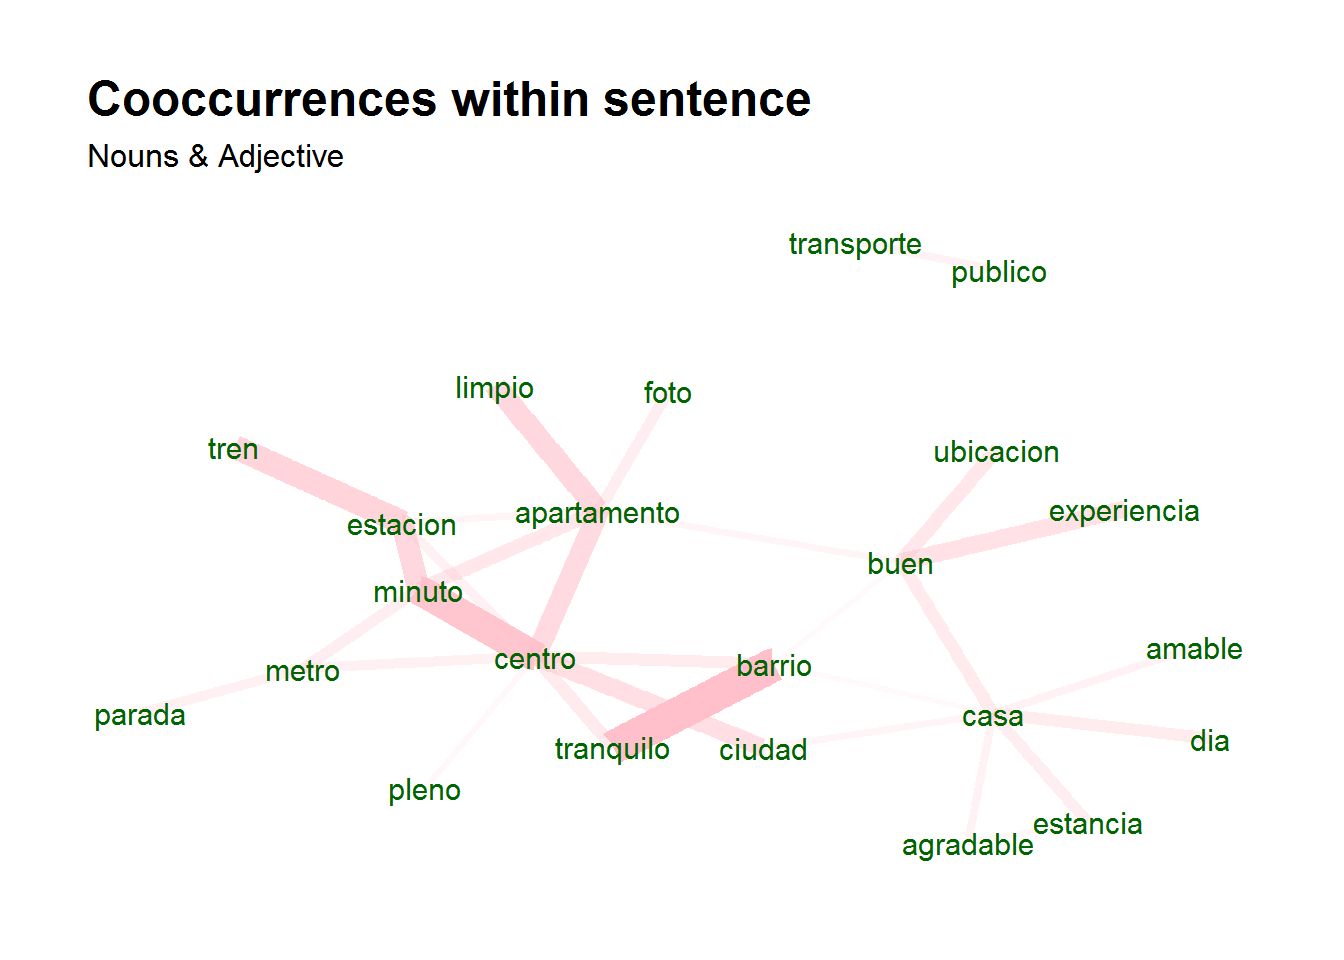 Cooccurrences within sentence
Nouns & Adjective
transporte
publico
limpio
foto
tren
ubicacion
experiencia
apartamento
estacion
buen
minuto
amable
centro
barrio
metro
parada
casa
dia
tranquilo
ciudad
pleno
estancia
agradable